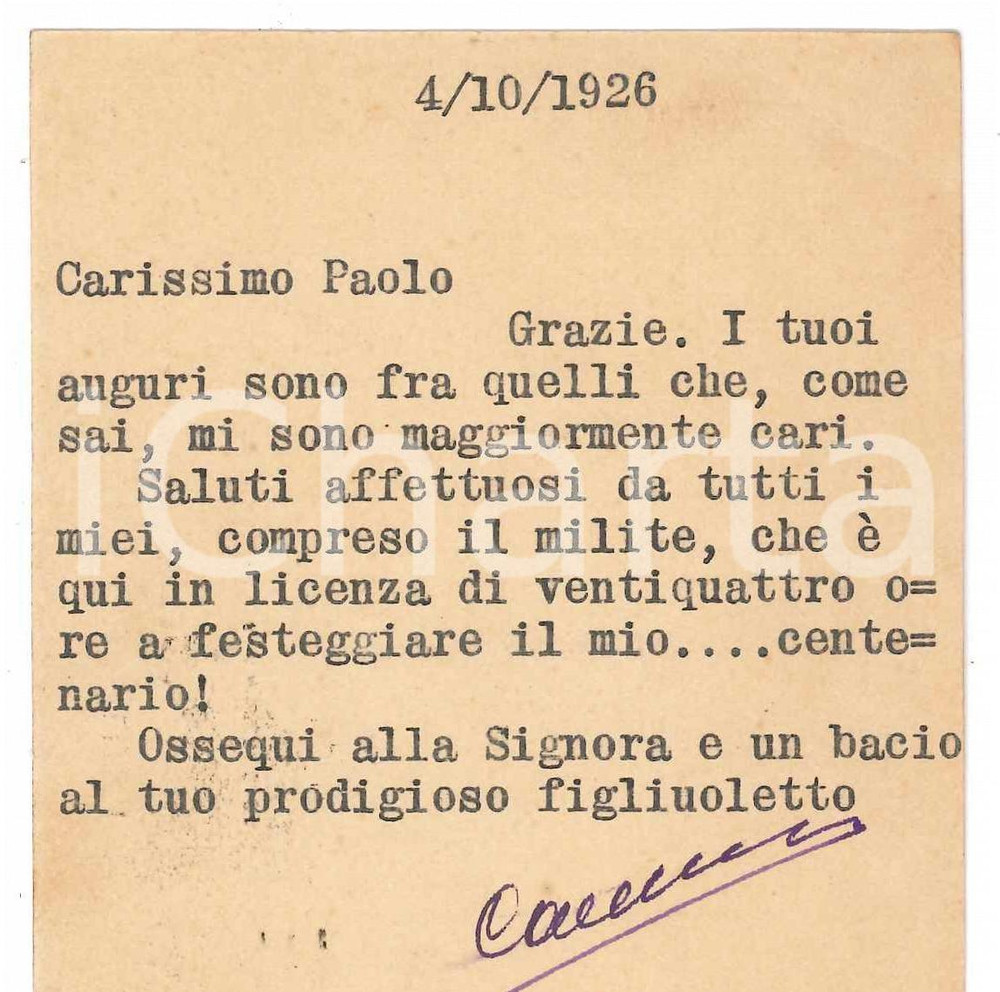 4/10/1926
Carissimo Paolo
Grazie. I tuoi
auguri sono fra quelli che, come
sai, mi sono maggiormente cari.
Saluti affettuosi da tutti i
miei, compreso il milite, che è
qui in licenza di ventiquattro o=
re a festeggiare il mio....cente=
nario!
Ossequi alla Signora e un bacio
al tuo prodigioso figliuoletto
iCharta